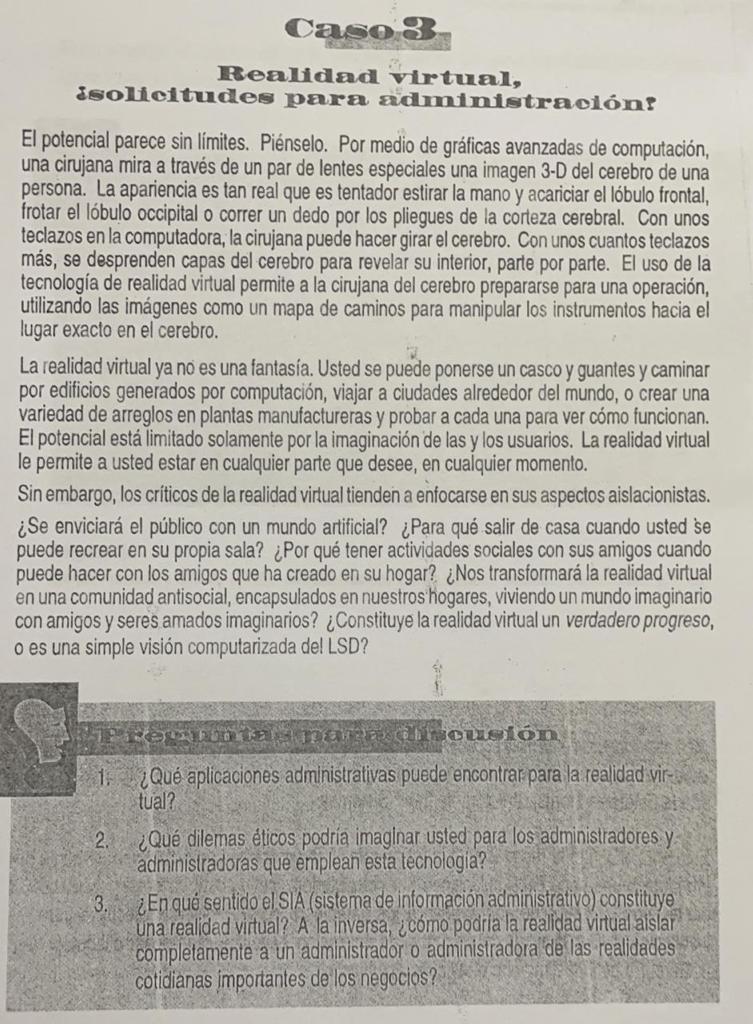 Caso 3
Realidad virtual,
¿solicitudes para administración?
El potencial parece sin límites. Piénselo. Por medio de gráficas avanzadas de computación,
una cirujana mira a través de un par de lentes especiales una imagen 3-D del cerebro de una
persona. La apariencia es tan real que es tentador estirar la mano y acariciar el lóbulo frontal,
frotar el lóbulo occipital o correr un dedo por los pliegues de la corteza cerebral. Con unos
teclazos en la computadora, la cirujana puede hacer girar el cerebro. Con unos cuantos teclazos
más, se desprenden capas del cerebro para revelar su interior, parte por parte. El uso de la
tecnología de realidad virtual permite a la cirujana del cerebro prepararse para una operación,
utilizando las imágenes como un mapa de caminos para manipular los instrumentos hacia el
lugar exacto en el cerebro.
La realidad virtual ya no es una fantasía. Usted se puede ponerse un casco y guantes y caminar
por edificios generados por computación, viajar a ciudades alrededor del mundo, o crear una
variedad de arreglos en plantas manufactureras y probar a cada una para ver cómo funcionan.
El potencial está limitado solamente por la imaginación de las y los usuarios. La realidad virtual
le permite a usted estar en cualquier parte que desee, en cualquier momento.
Sin embargo, los críticos de la realidad virtual tienden a enfocarse en sus aspectos aislacionistas.
¿Se enviciará el público con un mundo artificial? ¿Para qué salir de casa cuando usted se
puede recrear en su propia sala? ¿Por qué tener actividades sociales con sus amigos cuando
puede hacer con los amigos que ha creado en su hogar? ¿Nos transformará la realidad virtual
en una comunidad antisocial, encapsulados en nuestros hogares, viviendo un mundo imaginario
con amigos y seres amados imaginarios? ¿Constituye la realidad virtual un verdadero progreso,
o es una simple visión computarizada del LSD?
Preguntas para discusión
1. ¿Qué aplicaciones administrativas puede encontrar para la realidad vir-
tual?
2. ¿Qué dilemas éticos podría imaginar usted para los administradores y
administradoras que emplean esta tecnología?
3. ¿En qué sentido el SIA (sistema de información administrativo) constituye
una realidad virtual? A la inversa, ¿cómo podría la realidad virtual aislar
completamente a un administrador o administradora de las realidades
cotidianas importantes de los negocios?